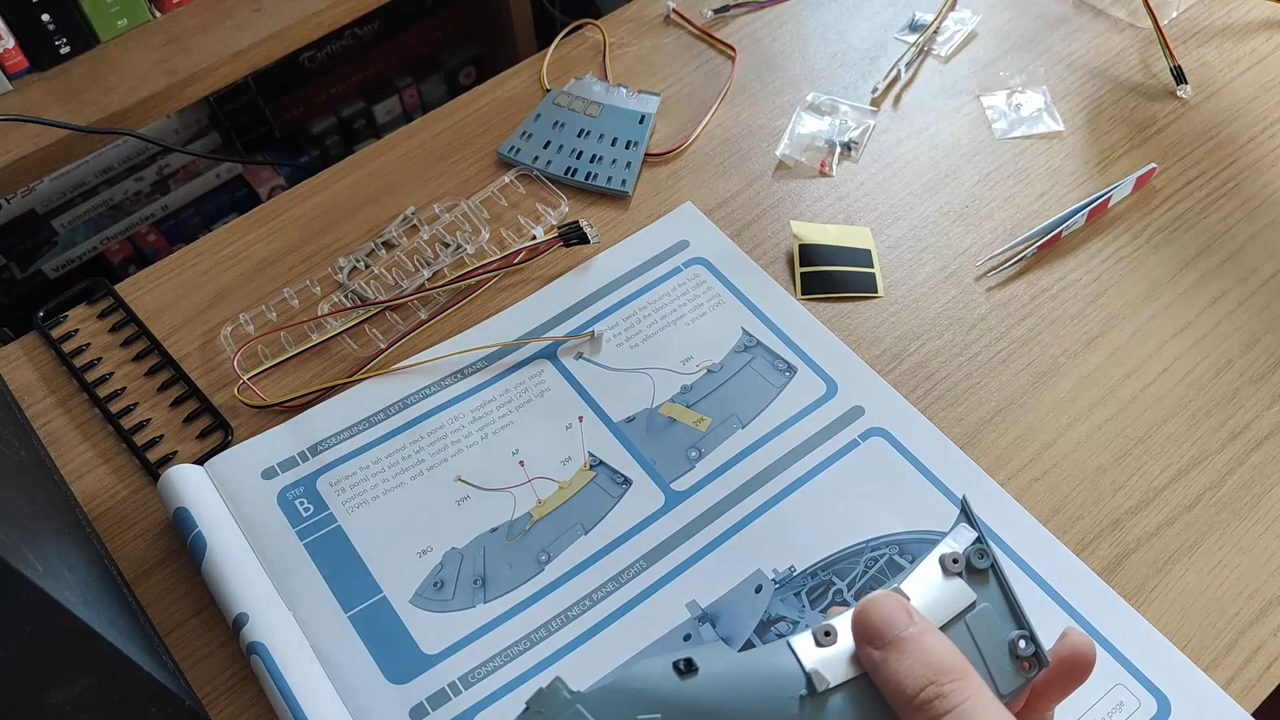 Lemmings
Valkyria Chronicles II
ASSEMBLING THE LEFT VENTRAL NECK PANEL
STEP
B
Retrieve the left ventral neck panel (28G, supplied with your stage
28 parts) and slot the left ventral neck reflector panel (29F) into
position on its underside. Install the left ventral neck panel lights
(29H) as shown, and secure with two AP screws.
AP
AP
29F
29H
28G
Next, bend the housing of the bulb
at the end of the black-and-red cable
as shown, and secure the bulb with
the yellow-and-green cable using
a sticker (29K).
29H
29K
CONNECTING THE LEFT NECK PANEL LIGHTS
page